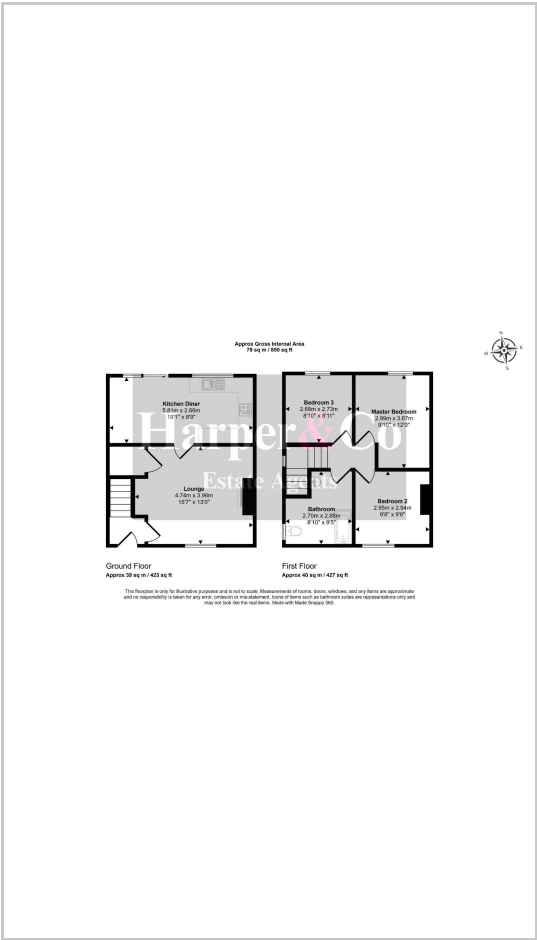 Approx Gross Internal Area
79 sq m / 850 sq ft
N
W
E
S
Kitchen Diner
5.81m x 2.66m
19'1" x 8'9"
Lounge
4.74m x 3.96m
15'7" x 13'0"
Bedroom 3
2.68m x 2.73m
8'10" x 8'11"
Master Bedroom
2.99m x 3.67m
9'10" x 12'0"
Bathroom
2.70m x 2.88m
8'10" x 9'5"
Bedroom 2
2.95m x 2.94m
9'8" x 9'8"
Harper&Co
Estate Agents
Ground Floor
Approx 39 sq m / 423 sq ft
First Floor
Approx 40 sq m / 427 sq ft
This floorplan is only for illustrative purposes and is not to scale. Measurements of rooms, doors, windows, and any items are approximate
and no responsibility is taken for any error, omission or mis-statement. Icons of items such as bathroom suites are representations only and
may not look like the real items. Made with Made Snappy 360.